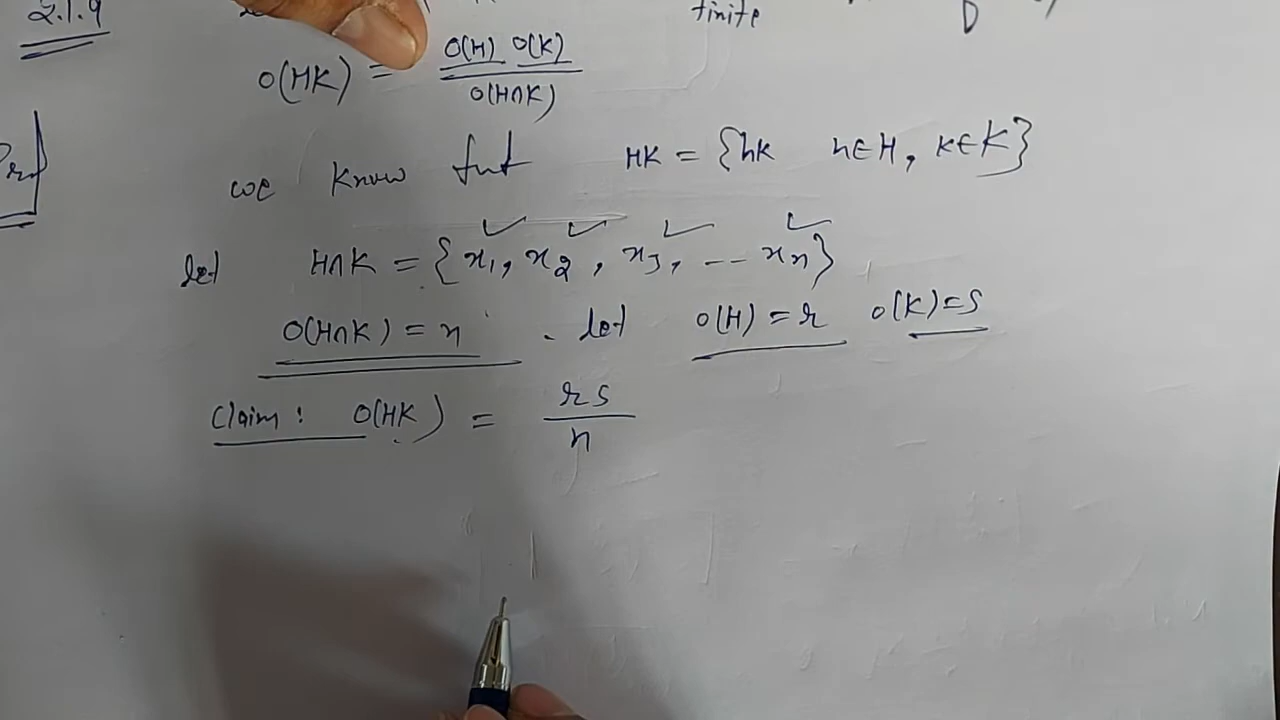 2.1.9 finite
O(HK) = O(H) O(K) / O(H∩K)
we know that HK = {hk h∈H, k∈K}
let H∩K = {x1, x2, x3, -- xn}
O(H∩K) = n . let O(H) = r O(K) = s
Claim : O(HK) = rs / n